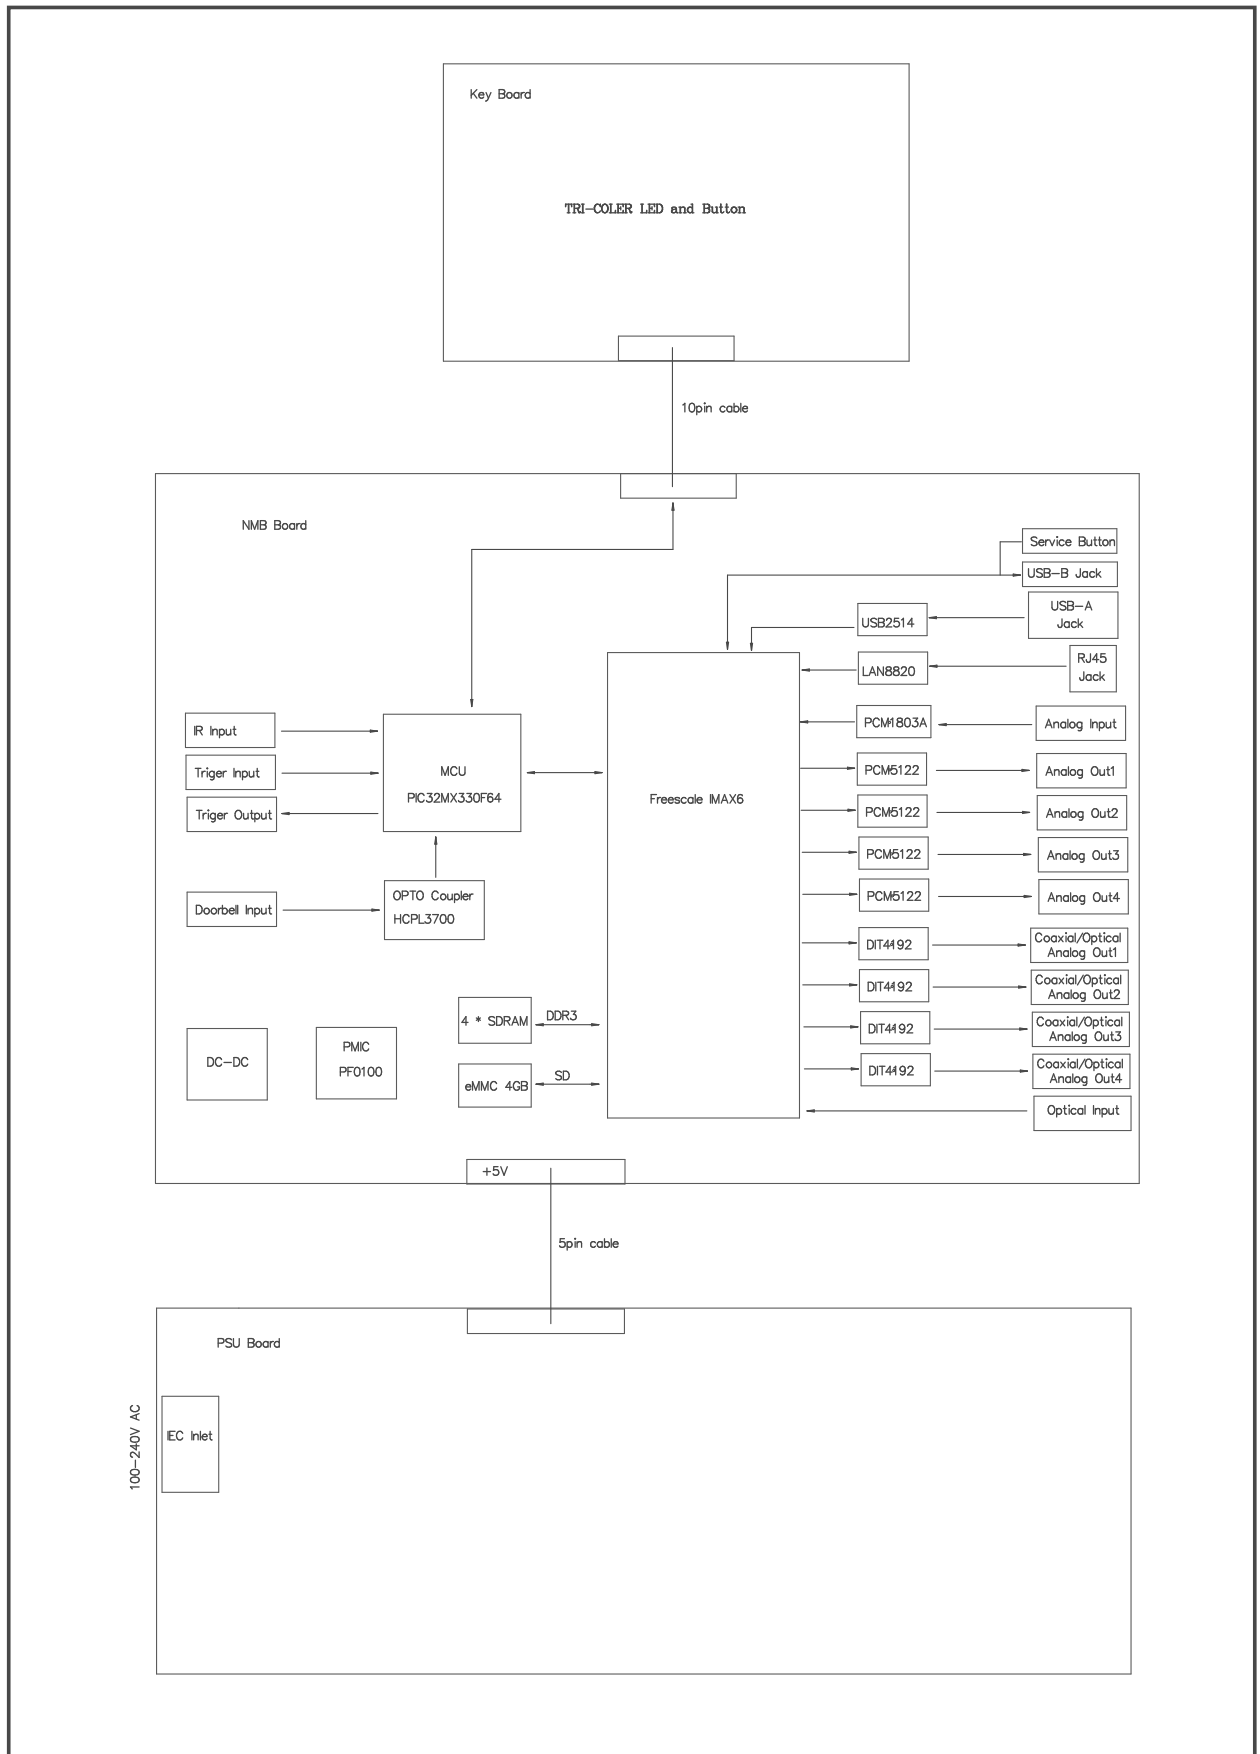 Key Board
TRI-COLER LED and Button
10pin cable
NMB Board
Service Button
USB-B Jack
USB-A
Jack
USB2514
RJ45
Jack
LAN8820
IR Input
PCM1803A
Analog Input
Triger Input
MCU
PIC32MX330F64
Freescale IMAX6
PCM5122
Analog Out1
Triger Output
PCM5122
Analog Out2
PCM5122
Analog Out3
Doorbell Input
OPTO Coupler
HCPL3700
PCM5122
Analog Out4
DIT4192
Coaxial/Optical
Analog Out1
DIT4192
Coaxial/Optical
Analog Out2
4 * SDRAM
DDR3
DIT4192
Coaxial/Optical
Analog Out3
DC-DC
PMIC
PF0100
eMMC 4GB
SD
DIT4192
Coaxial/Optical
Analog Out4
Optical Input
+5V
5pin cable
PSU Board
100-240V AC
IEC Inlet